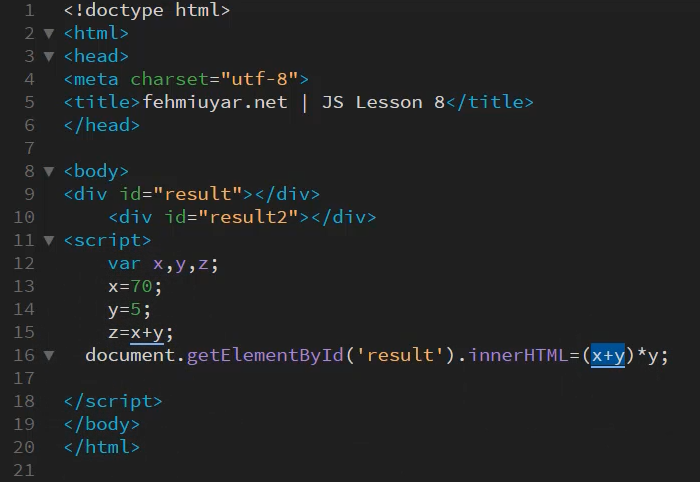 1 <!doctype html>
2 ▼ <html>
3 ▼ <head>
4 <meta charset="utf-8">
5 <title>fehmiuyar.net | JS Lesson 8</title>
6 </head>
7
8 ▼ <body>
9 <div id="result"></div>
10 <div id="result2"></div>
11 ▼ <script>
12 var x,y,z;
13 x=70;
14 y=5;
15 z=x+y;
16 ▼ document.getElementById('result').innerHTML=(x+y)*y;
17
18 </script>
19 </body>
20 </html>
21